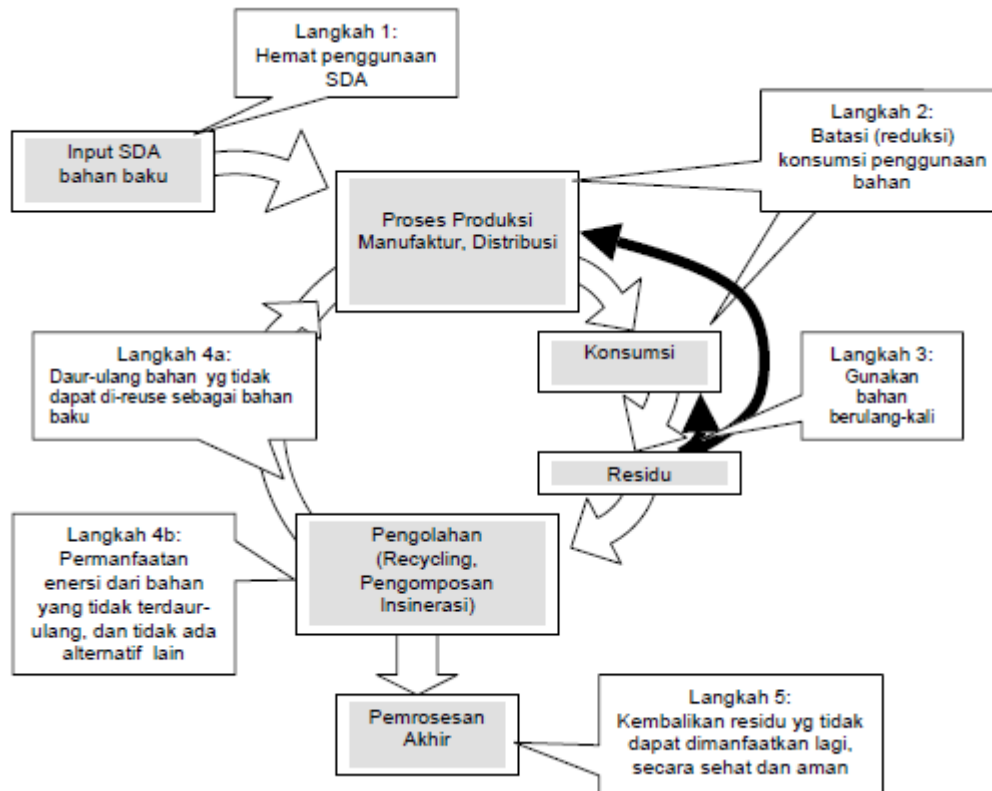 Langkah 1:
Hemat penggunaan
SDA
Input SDA
bahan baku
Langkah 2:
Batasi (reduksi)
konsumsi penggunaan
bahan
Proses Produksi
Manufaktur, Distribusi
Konsumsi
Langkah 3:
Gunakan
bahan
berulang-kali
Langkah 4a:
Daur-ulang bahan yg tidak
dapat di-reuse sebagai bahan
baku
Residu
Langkah 4b:
Permanfaatan
enersi dari bahan
yang tidak terdaur-
ulang, dan tidak ada
alternatif lain
Pengolahan
(Recycling,
Pengomposan
Insinerasi)
Pemrosesan
Akhir
Langkah 5:
Kembalikan residu yg tidak
dapat dimanfaatkan lagi,
secara sehat dan aman